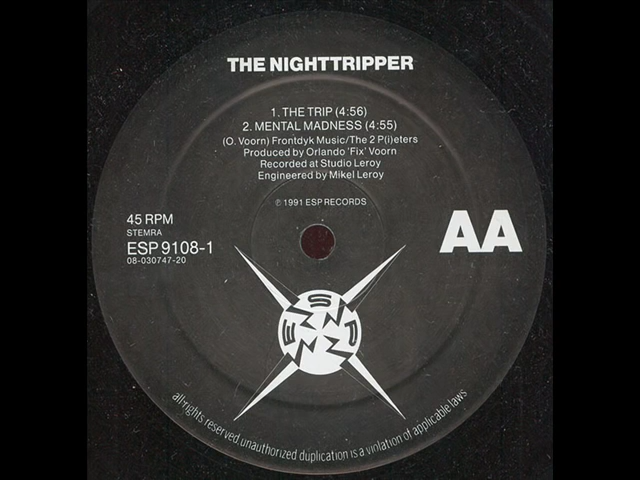 THE NIGHTTRIPPER
1. THE TRIP (4:56)
2. MENTAL MADNESS (4:55)
(O. Voorn) Frontdyk Music/The 2 P(i)eters
Produced by Orlando 'Fix' Voorn
Recorded at Studio Leroy
Engineered by Mikel Leroy
℗ 1991 ESP RECORDS
45 RPM
STEMRA
ESP 9108-1
08-030747-20
AA
ESP
all rights reserved unauthorized duplication is a violation of applicable laws